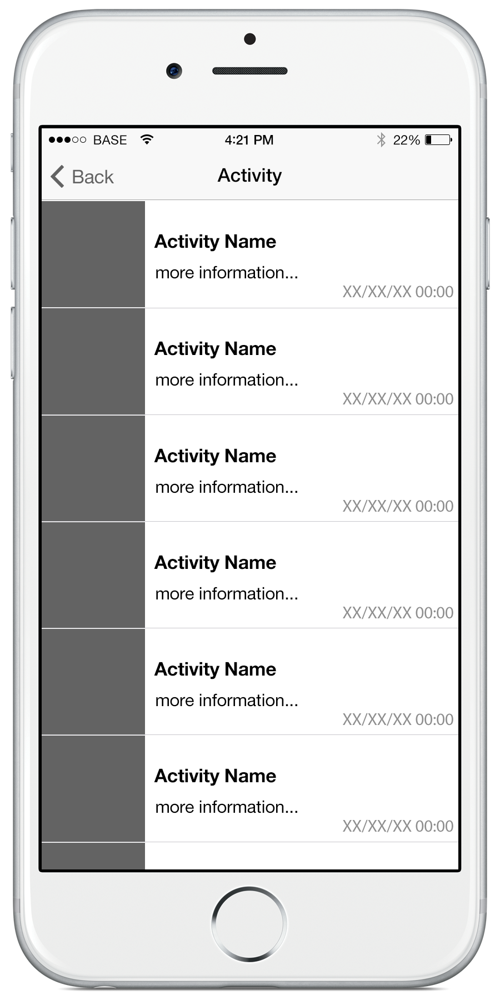 BASE 4:21 PM 22%
Back Activity
Activity Name
more information...
XX/XX/XX 00:00
Activity Name
more information...
XX/XX/XX 00:00
Activity Name
more information...
XX/XX/XX 00:00
Activity Name
more information...
XX/XX/XX 00:00
Activity Name
more information...
XX/XX/XX 00:00
Activity Name
more information...
XX/XX/XX 00:00